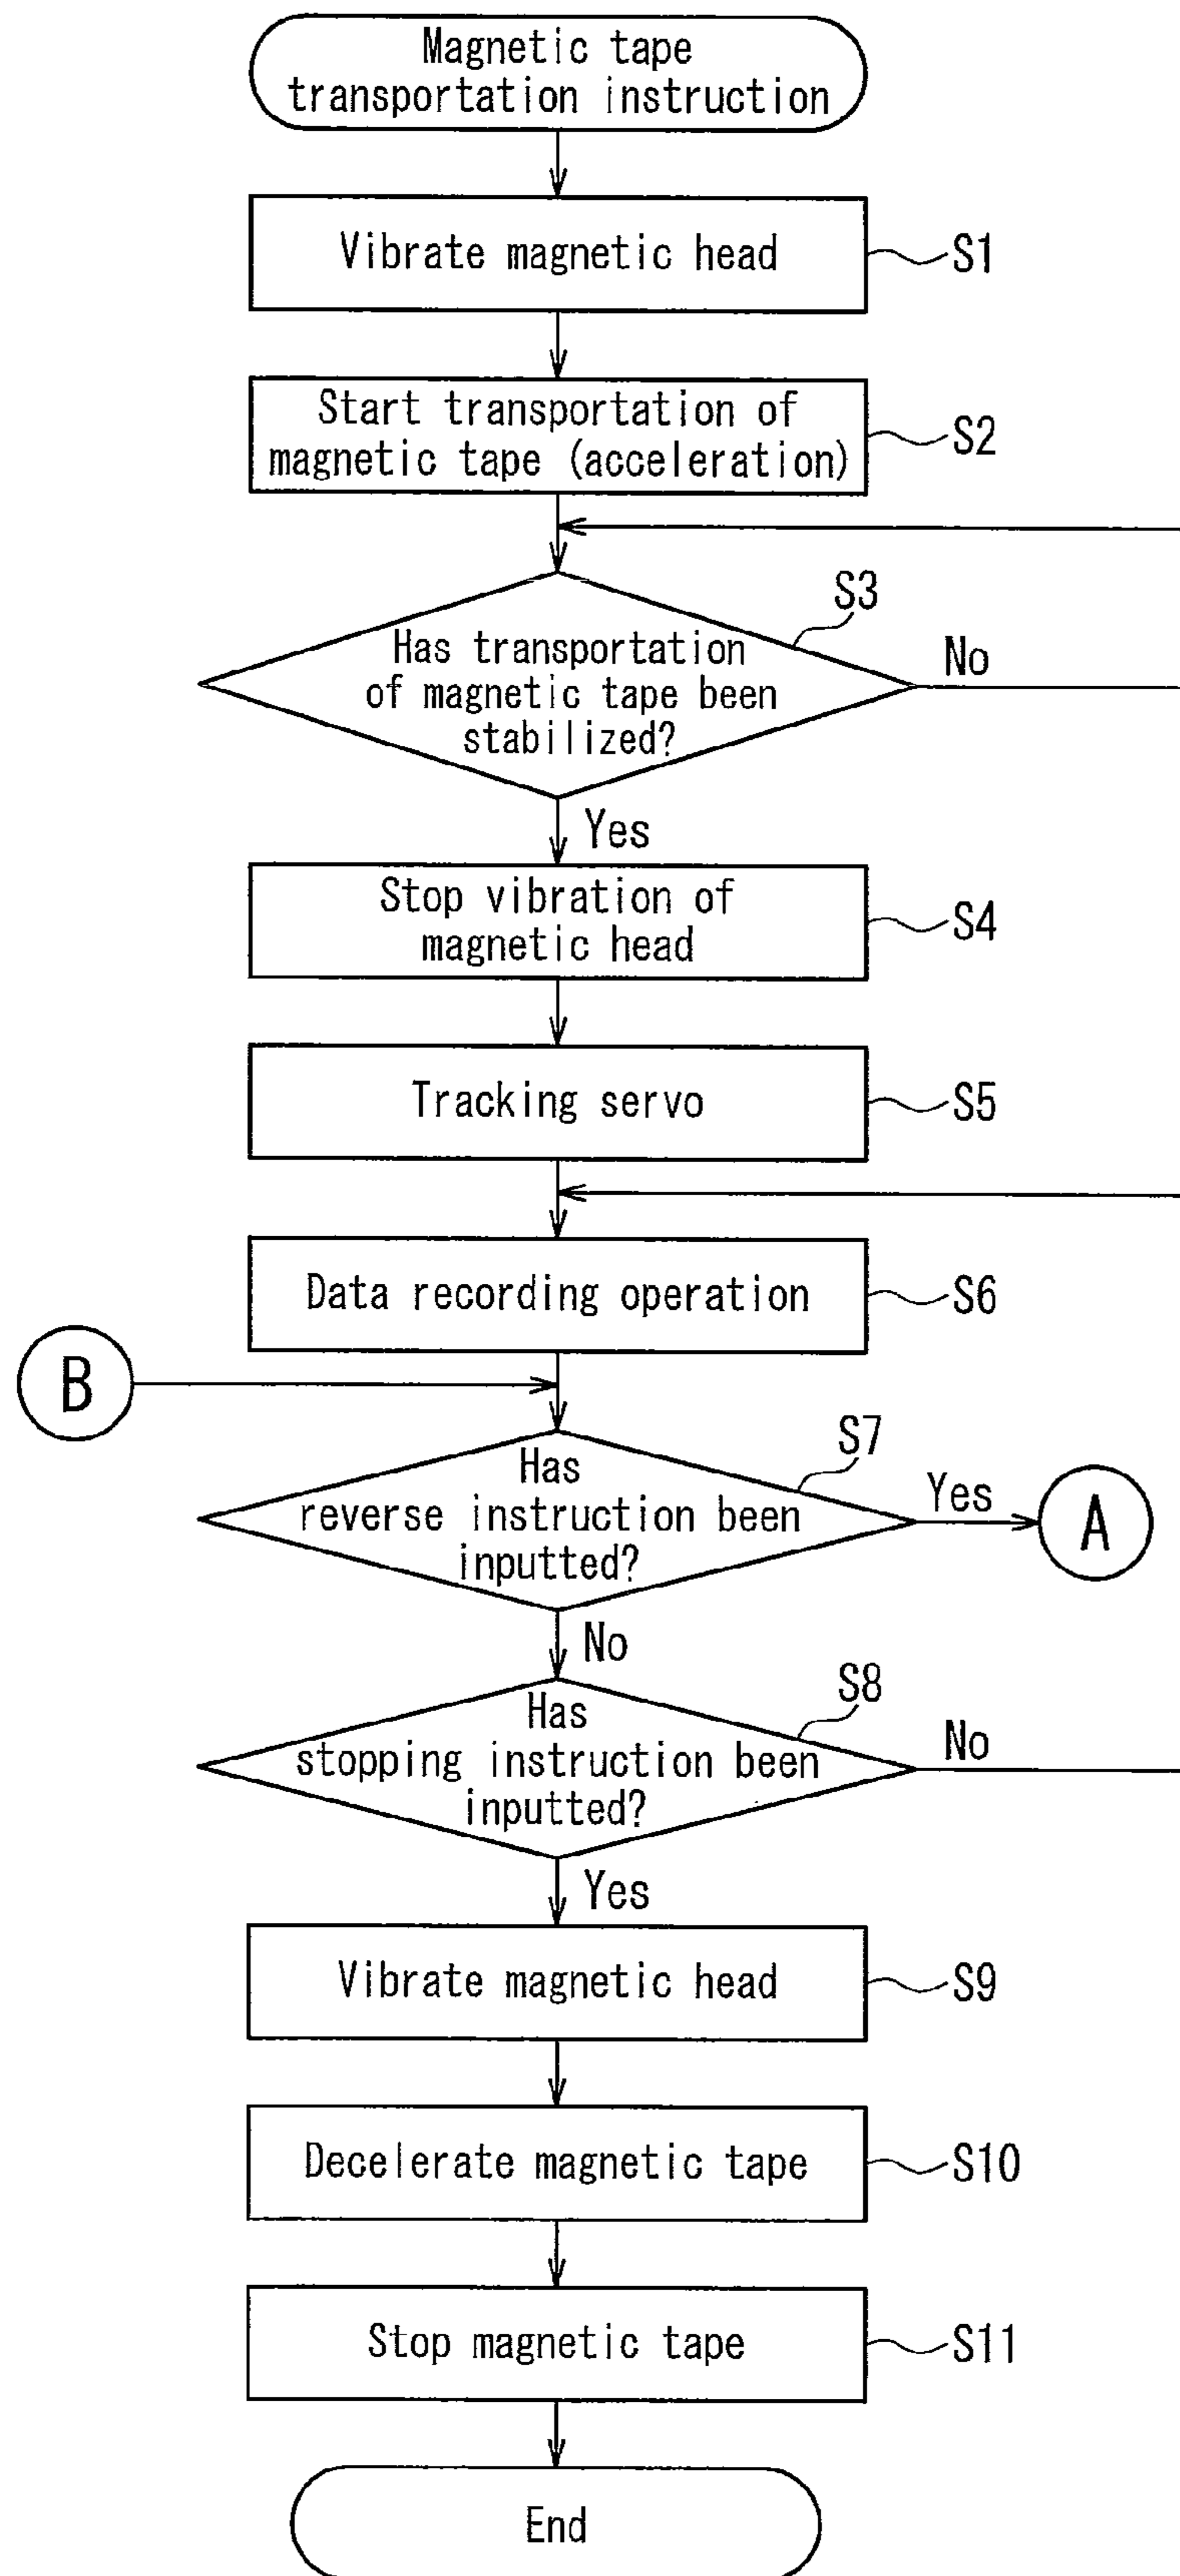 Magnetic tape
transportation instruction
Vibrate magnetic head
S1
Start transportation of
magnetic tape (acceleration)
S2
S3
Has transportation
of magnetic tape been
stabilized?
No
Yes
Stop vibration of
magnetic head
S4
Tracking servo
S5
Data recording operation
S6
B
S7
Has
reverse instruction been
inputted?
Yes
A
No
S8
Has
stopping instruction been
inputted?
No
Yes
Vibrate magnetic head
S9
Decelerate magnetic tape
S10
Stop magnetic tape
S11
End